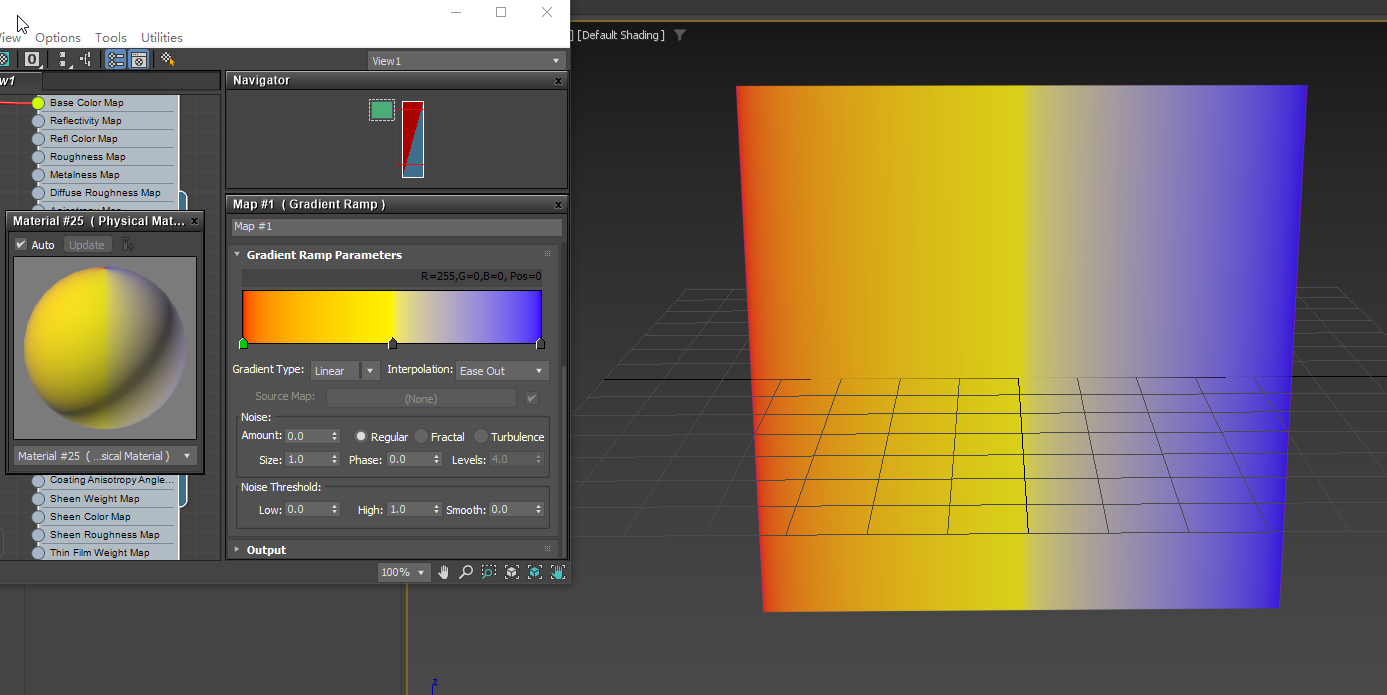 View Options Tools Utilities
] [Default Shading ]
0
View1
w1
Navigator
Base Color Map
Reflectivity Map
Refl Color Map
Roughness Map
Metalness Map
Diffuse Roughness Map
Map #1 ( Gradient Ramp )
Map #1
Material #25 ( Physical Mat...
Auto Update
Gradient Ramp Parameters
R=255,G=0,B=0, Pos=0
Gradient Type: Linear Interpolation: Ease Out
Source Map: (None)
Noise:
Amount: 0.0 Regular Fractal Turbulence
Size: 1.0 Phase: 0.0 Levels: 4.0
Material #25 ( ...sical Material )
Coating Anisotropy Angle...
Sheen Weight Map
Sheen Color Map
Sheen Roughness Map
Thin Film Weight Map
Noise Threshold:
Low: 0.0 High: 1.0 Smooth: 0.0
Output
100%
z